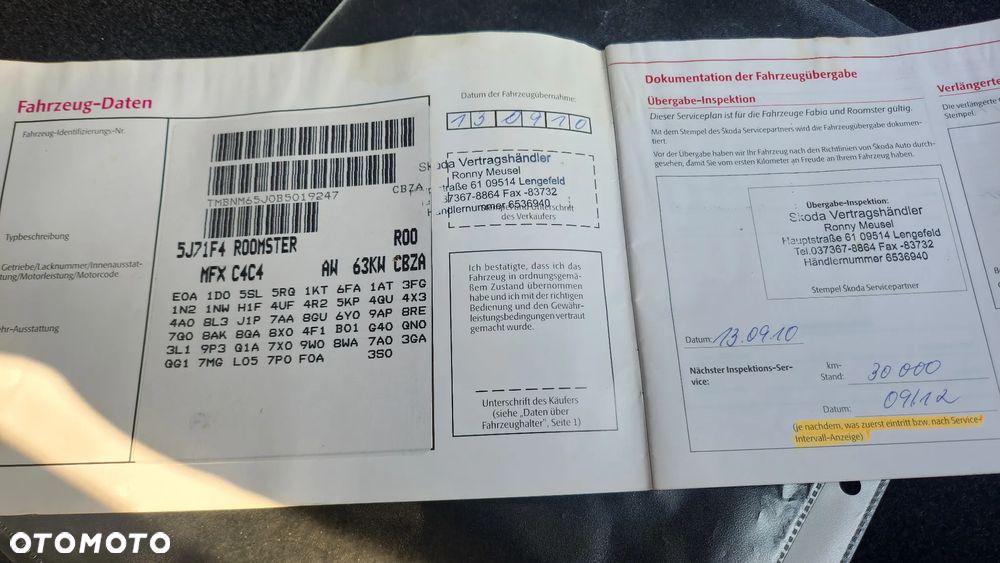 Fahrzeug-Daten
Fahrzeug-Identifizierungs-Nr.
TMBNM65J0B5019247
CBZA
Typbeschreibung
5J71F4 ROOMSTER R00
Getriebe/Lacknummer/Innenausstat-
tung/Motorleistung/Motorcode
MFX C4C4 AW 63KW CBZA
ehr-Ausstattung
E0A 1D0 5SL 5RQ 1KT 6FA 1AT 3FG
1N2 1NW H1F 4UF 4R2 5KP 4QU 4X3
4A0 8L3 J1P 7AA 8GU 6Y0 9AP 8RE
7Q0 8AK 8QA 8X0 4F1 B01 G40 QN0
3L1 9P3 Q1A 7X0 9W0 8WA 7A0 3GA
QG1 7MG L05 7P0 F0A 3S0
Datum der Fahrzeugübernahme:
130910
Skoda Vertragshändler
Ronny Meusel
traße 61 09514 Lengefeld
037367-8864 Fax -83732
Händlernummer 6536940
des Verkäufers
Ich bestätige, dass ich das
Fahrzeug in ordnungsgemä-
ßem Zustand übernommen
habe und ich mit der richtigen
Bedienung und den Gewähr-
leistungsbedingungen vertraut
gemacht wurde.
Unterschrift des Käufers
(siehe „Daten über
Fahrzeughalter", Seite 1)
Dokumentation der Fahrzeugübergabe
Übergabe-Inspektion
Dieser Serviceplan ist für die Fahrzeuge Fabia und Roomster gültig.
Mit dem Stempel des Škoda Servicepartners wird die Fahrzeugübergabe dokumen-
tiert.
Vor der Übergabe haben wir Ihr Fahrzeug nach den Richtlinien von Škoda Auto durch-
gesehen, damit Sie vom ersten Kilometer an Freude an Ihrem Fahrzeug haben.
Übergabe-Inspektion:
Skoda Vertragshändler
Ronny Meusel
Hauptstraße 61 09514 Lengefeld
Tel.037367-8864 Fax -83732
Händlernummer 6536940
Stempel Škoda Servicepartner
Datum: 13.09.10
Nächster Inspektions-Ser-
vice:
km-
Stand: 30 000
Datum: 09/12
(je nachdem, was zuerst eintritt bzw. nach Service-
Intervall-Anzeige)
Verlängerte
Die verlängerte
Stempel.
OTOMOTO